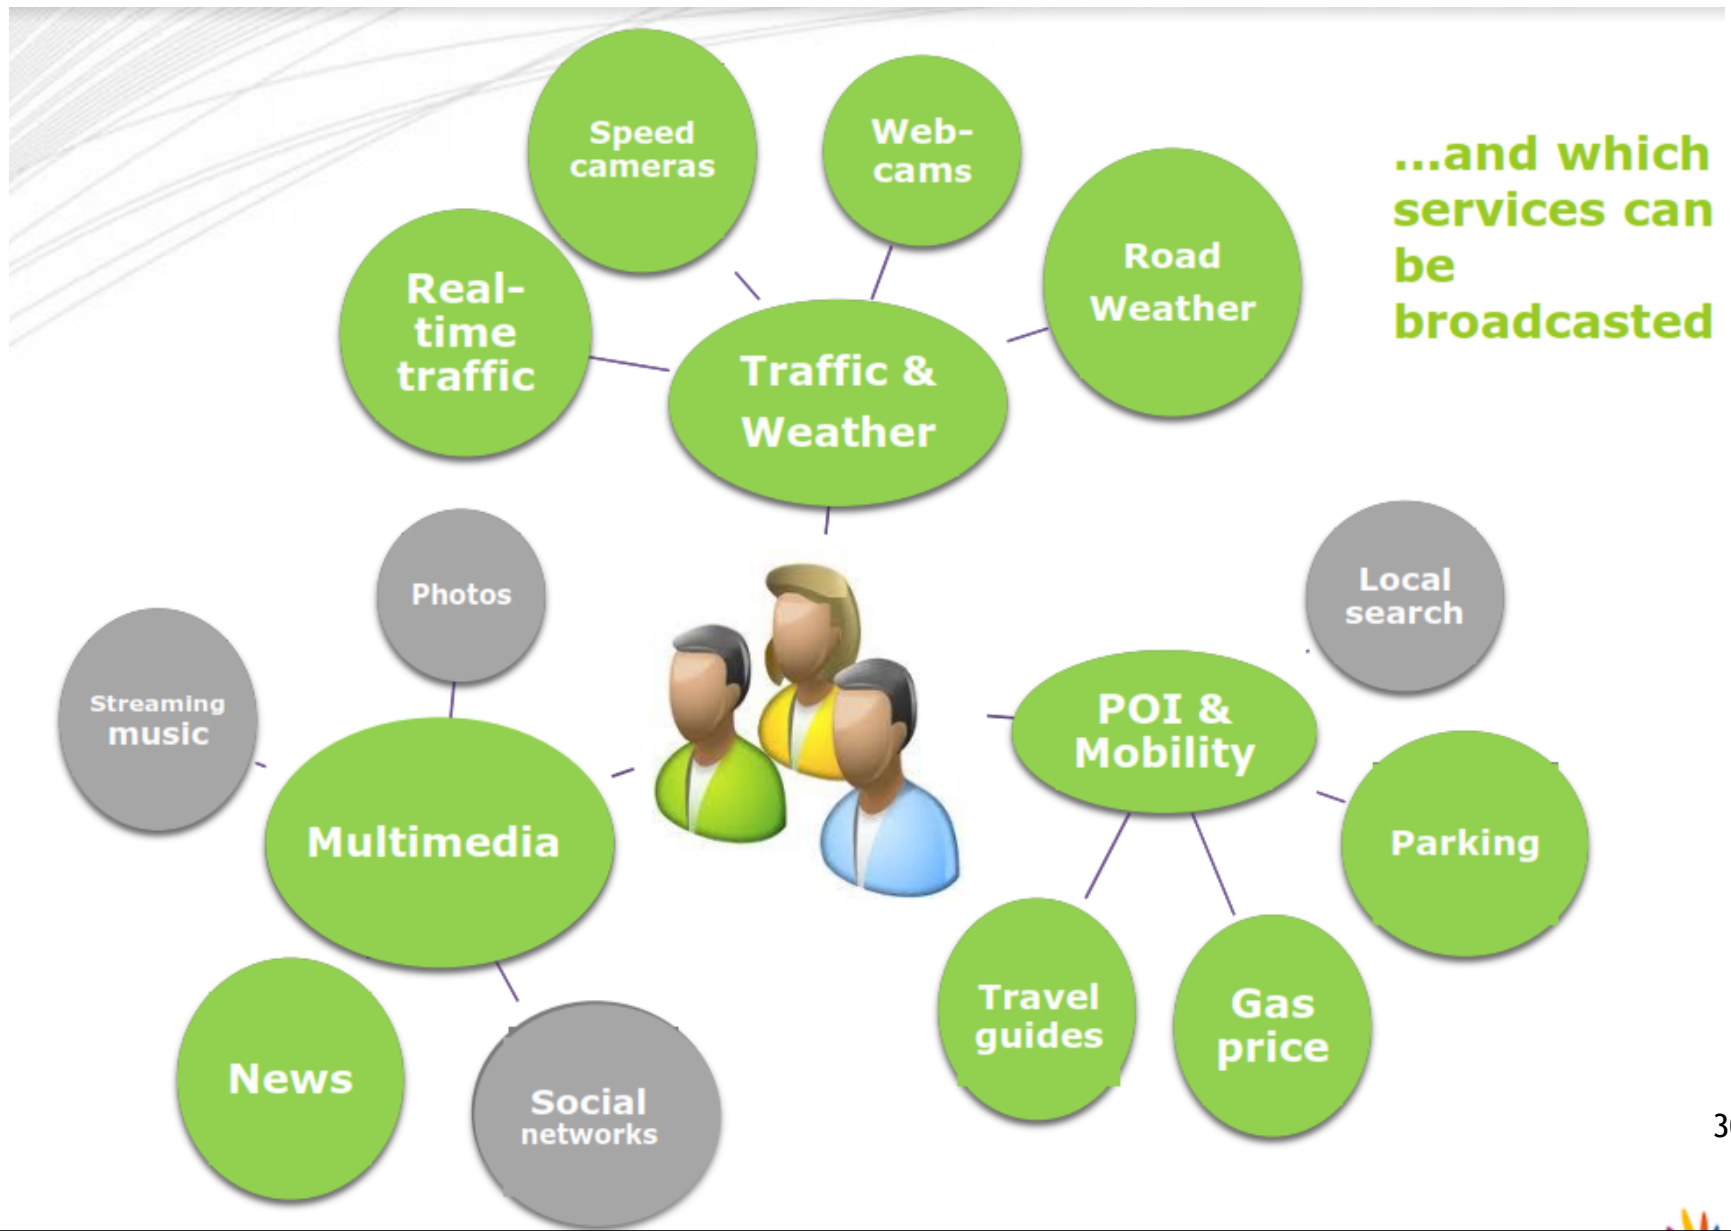 ...and which
services can
be
broadcasted
Speed
cameras
Web-
cams
Road
Weather
Real-
time
traffic
Traffic &
Weather
Photos
Streaming
music
Multimedia
News
Social
networks
Local
search
POI &
Mobility
Parking
Travel
guides
Gas
price